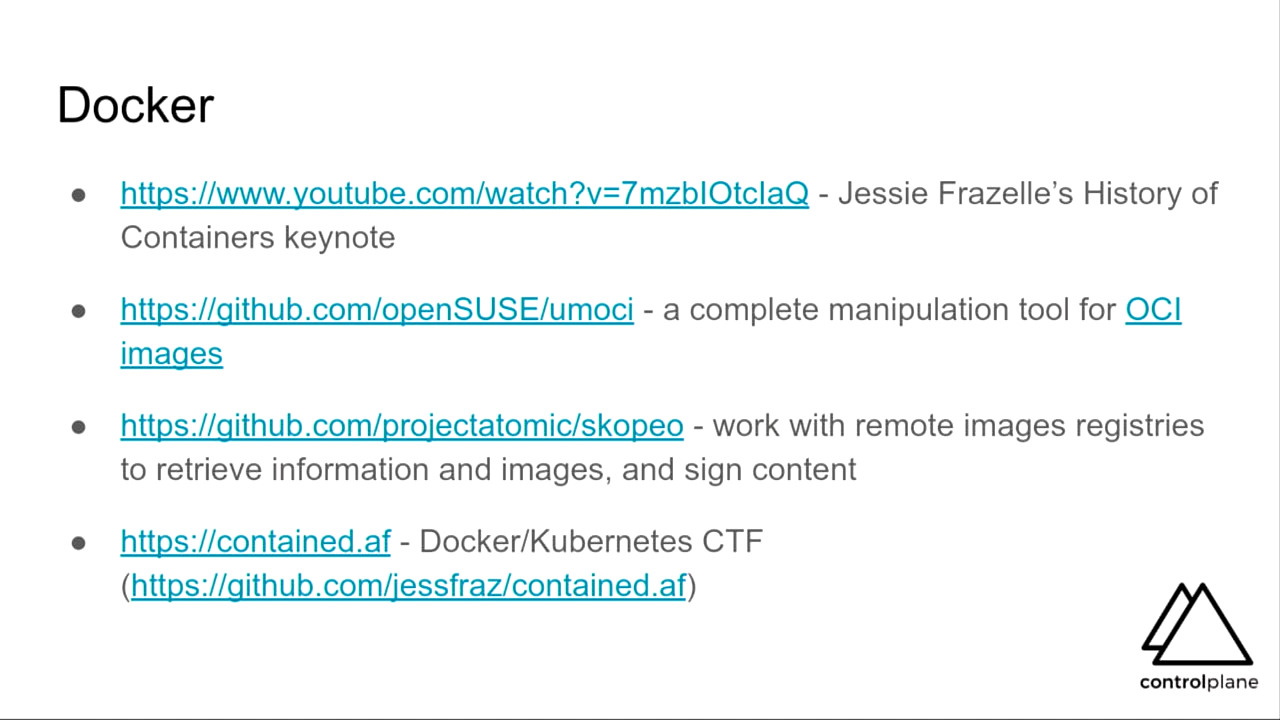 Docker
● https://www.youtube.com/watch?v=7mzbIOtcIaQ - Jessie Frazelle’s History of
Containers keynote
● https://github.com/openSUSE/umoci - a complete manipulation tool for OCI
images
● https://github.com/projectatomic/skopeo - work with remote images registries
to retrieve information and images, and sign content
● https://contained.af - Docker/Kubernetes CTF
(https://github.com/jessfraz/contained.af)
controlplane